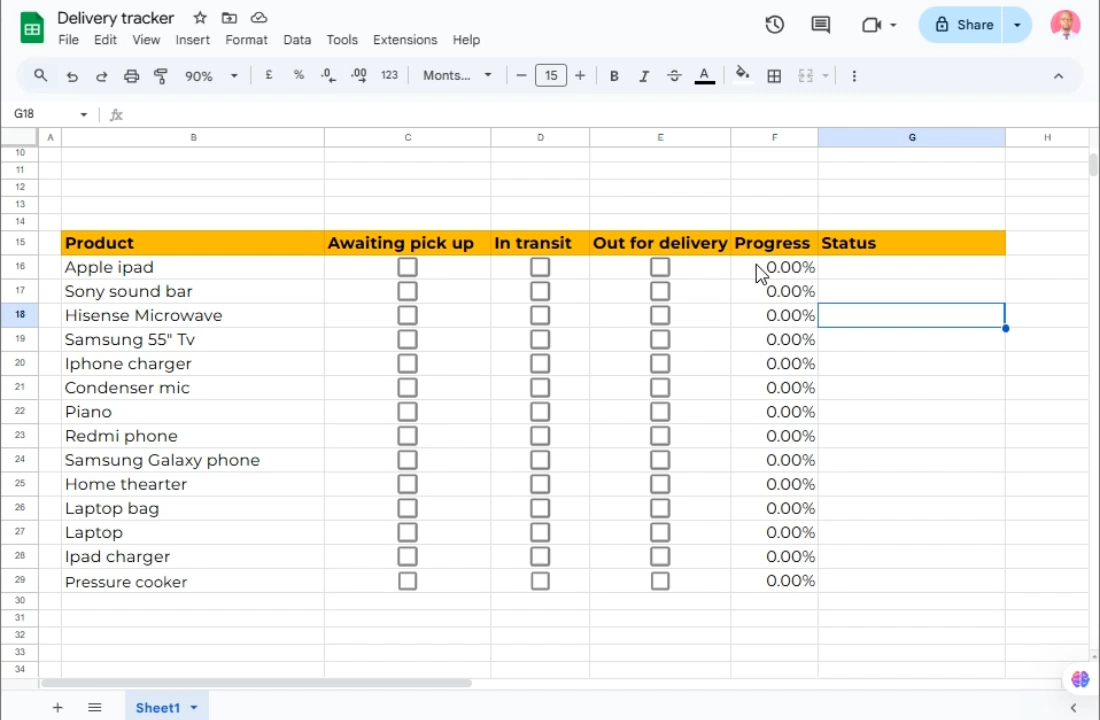 Delivery tracker
File Edit View Insert Format Data Tools Extensions Help
Share
90% £ % .0 .00 123 Monts... 15 B I A
G18 fx
A B C D E F G H
10
11
12
13
14
15 Product Awaiting pick up In transit Out for delivery Progress Status
16 Apple ipad 0.00%
17 Sony sound bar 0.00%
18 Hisense Microwave 0.00%
19 Samsung 55" Tv 0.00%
20 Iphone charger 0.00%
21 Condenser mic 0.00%
22 Piano 0.00%
23 Redmi phone 0.00%
24 Samsung Galaxy phone 0.00%
25 Home thearter 0.00%
26 Laptop bag 0.00%
27 Laptop 0.00%
28 Ipad charger 0.00%
29 Pressure cooker 0.00%
30
31
32
33
34
Sheet1